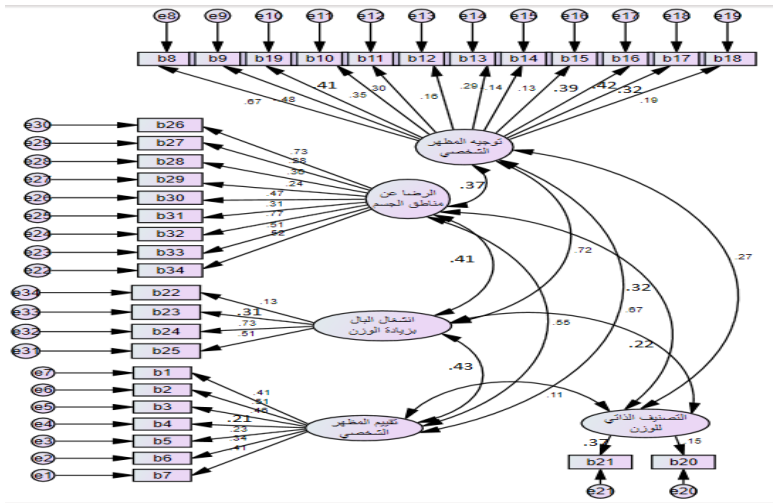 e8 e9 e10 e11 e12 e13 e14 e15 e16 e17 e18 e19
b8 b9 b19 b10 b11 b12 b13 b14 b15 b16 b17 b18
.67 .48 .41 .35 .30 .16 .29 .14 .13 .39 .42 .32 .19
توجيه المظهر
الشخصي
e30 b26 .73
e29 b27 .28
e28 b28 .36
e27 b29 .24
e26 b30 .47
e25 b31 .31
e24 b32 .77
e23 b33 .51
e22 b34 .52
الرضا عن
مناطق الجسم
.37
.41
.72
.27
.32
.67
.55
e34 b22 .13
e33 b23 .31
e32 b24 .73
e31 b25 .51
انشغال البال
بزيادة الوزن
.22
.43
e7 b1 .41
e6 b2 .51
e5 b3 .46
e4 b4 .21
e3 b5 .23
e2 b6 .34
e1 b7 .41
تقييم المظهر
الشخصي
.11
التصنيف الذاتي
للوزن
.37 .15
b21 b20
e21 e20